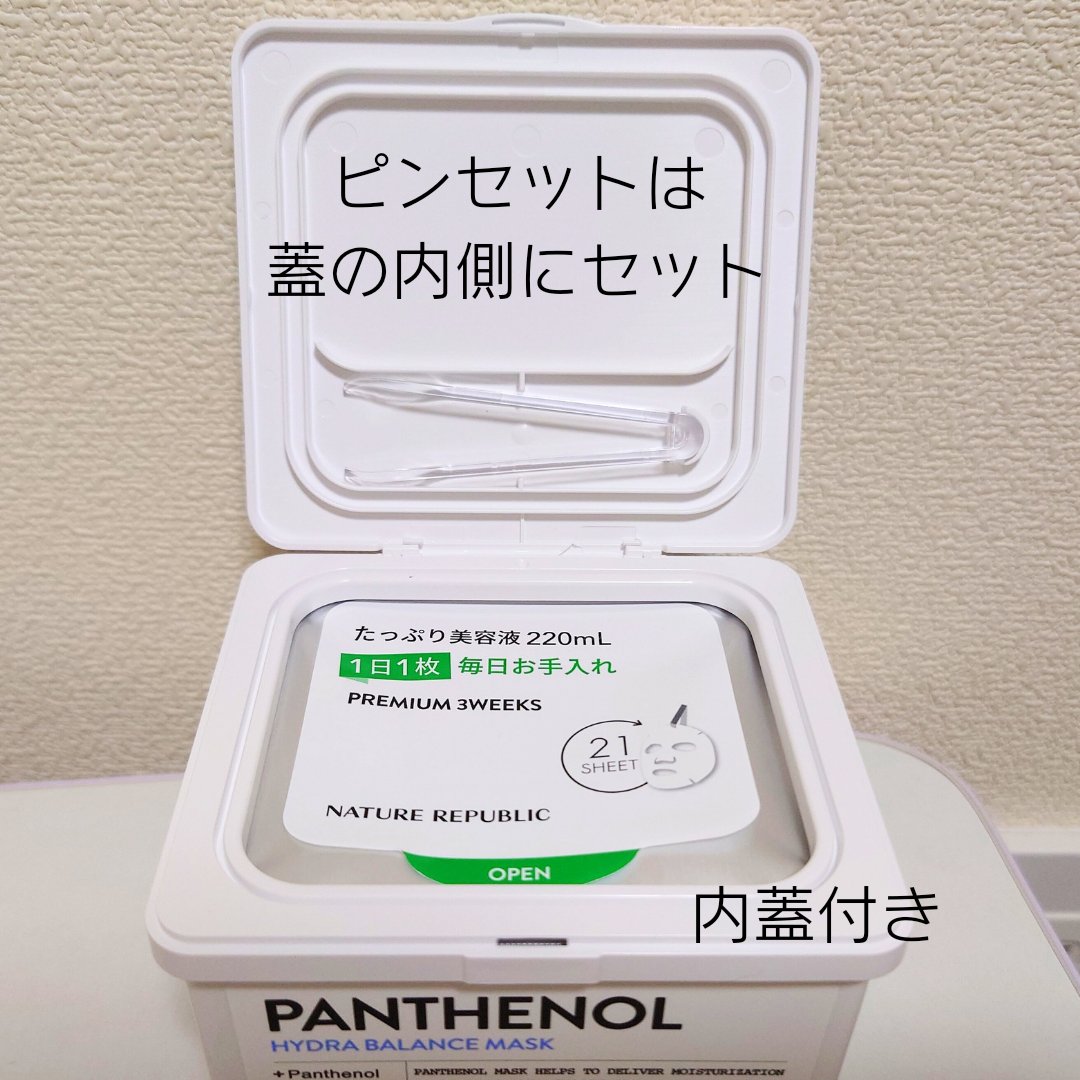 ピンセットは
蓋の内側にセット
たっぷり美容液 220mL
1日1枚 毎日お手入れ
PREMIUM 3WEEKS
21
SHEET
NATURE REPUBLIC
OPEN
内蓋付き
PANTHENOL
HYDRA BALANCE MASK
+Panthenol
PANTHENOL MASK HELPS TO DELIVER MOISTURIZATION